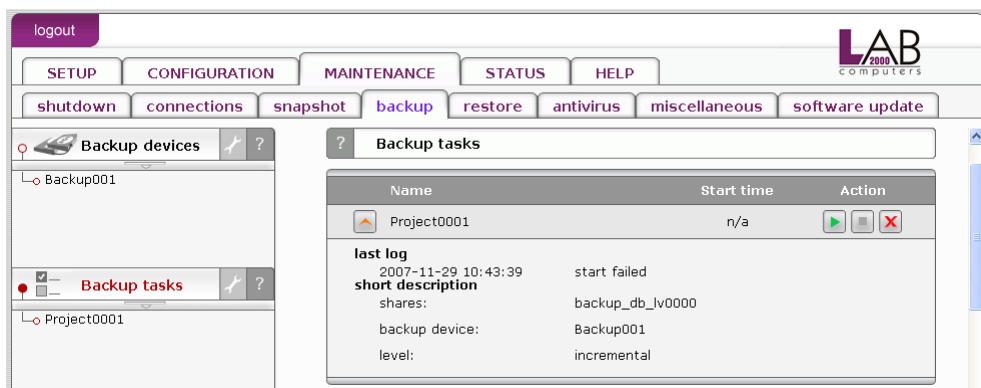 logout
LAB
2000
computers
SETUP CONFIGURATION MAINTENANCE STATUS HELP
shutdown connections snapshot backup restore antivirus miscellaneous software update
Backup devices ?
Backup001
Backup tasks ?
Project0001
? Backup tasks
Name Start time Action
Project0001 n/a
last log
2007-11-29 10:43:39 start failed
short description
shares: backup_db_lv0000
backup device: Backup001
level: incremental